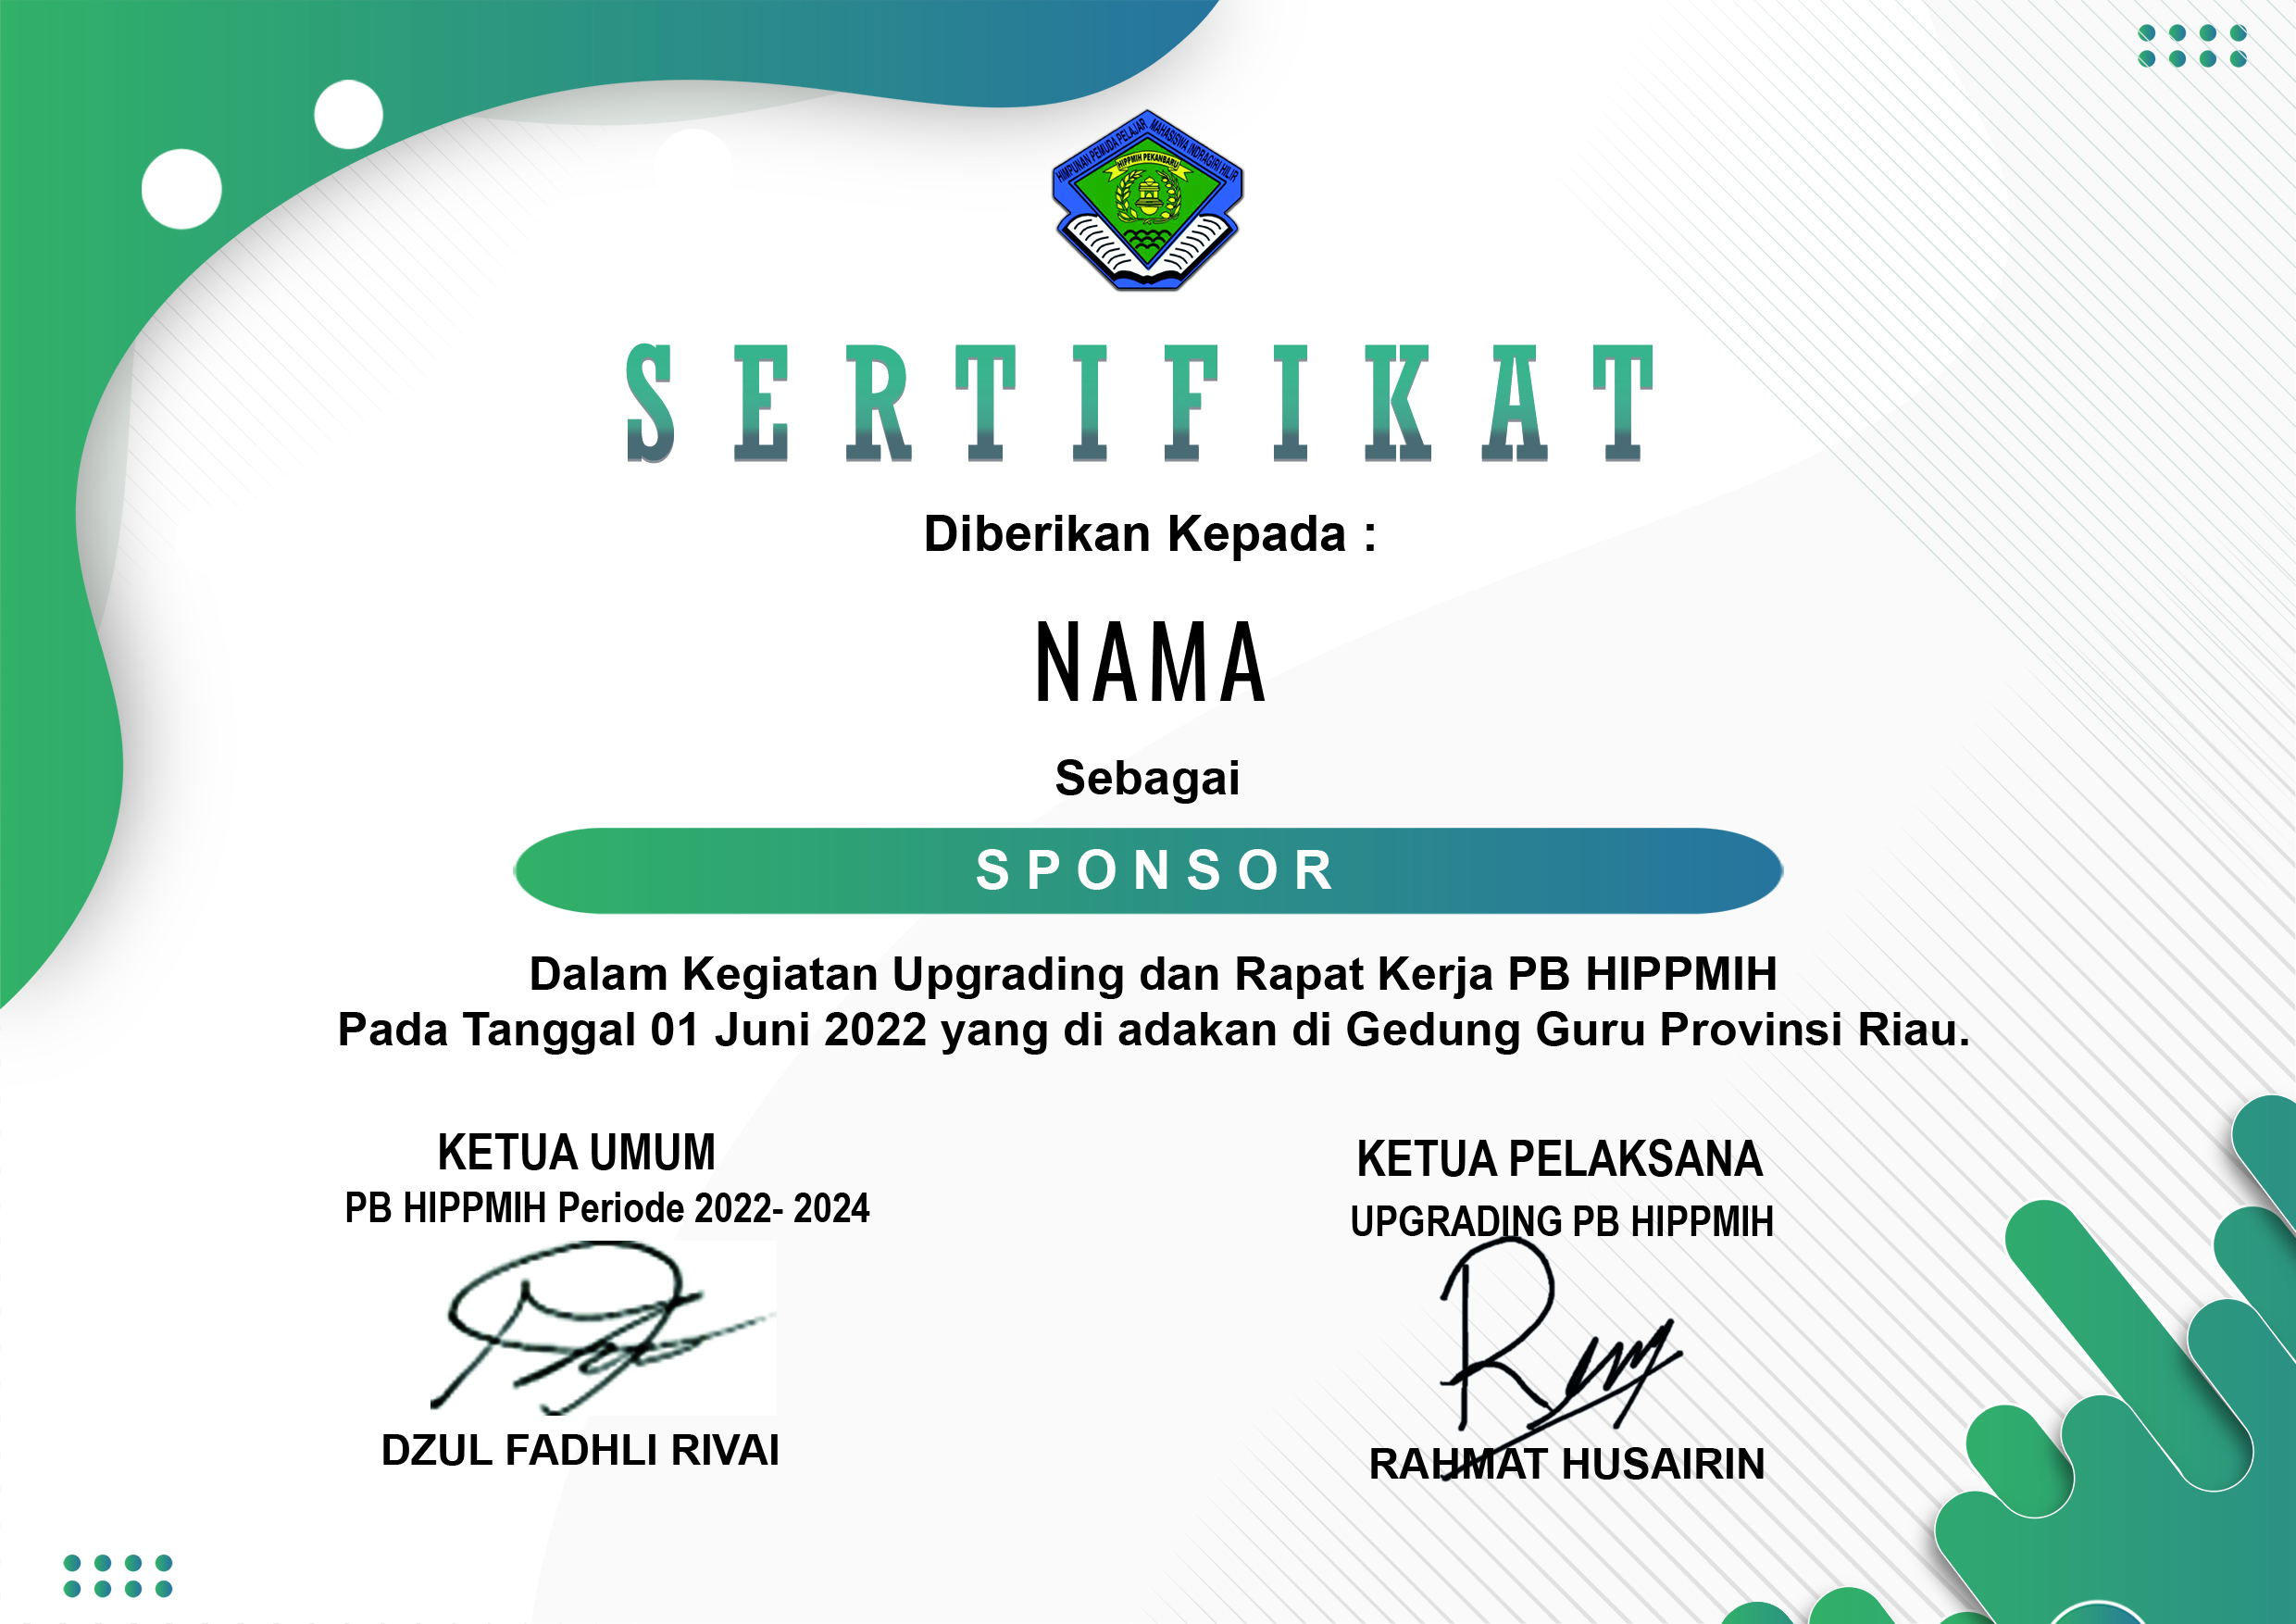 HIMPUNAN PEMUDA PELAJAR MAHASISWA INDRAGIRI HILIR
HIPPMIH PEKANBARU
SERTIFIKAT
Diberikan Kepada :
NAMA
Sebagai
SPONSOR
Dalam Kegiatan Upgrading dan Rapat Kerja PB HIPPMIH
Pada Tanggal 01 Juni 2022 yang di adakan di Gedung Guru Provinsi Riau.
KETUA UMUM
PB HIPPMIH Periode 2022- 2024
DZUL FADHLI RIVAI
KETUA PELAKSANA
UPGRADING PB HIPPMIH
RAHMAT HUSAIRIN